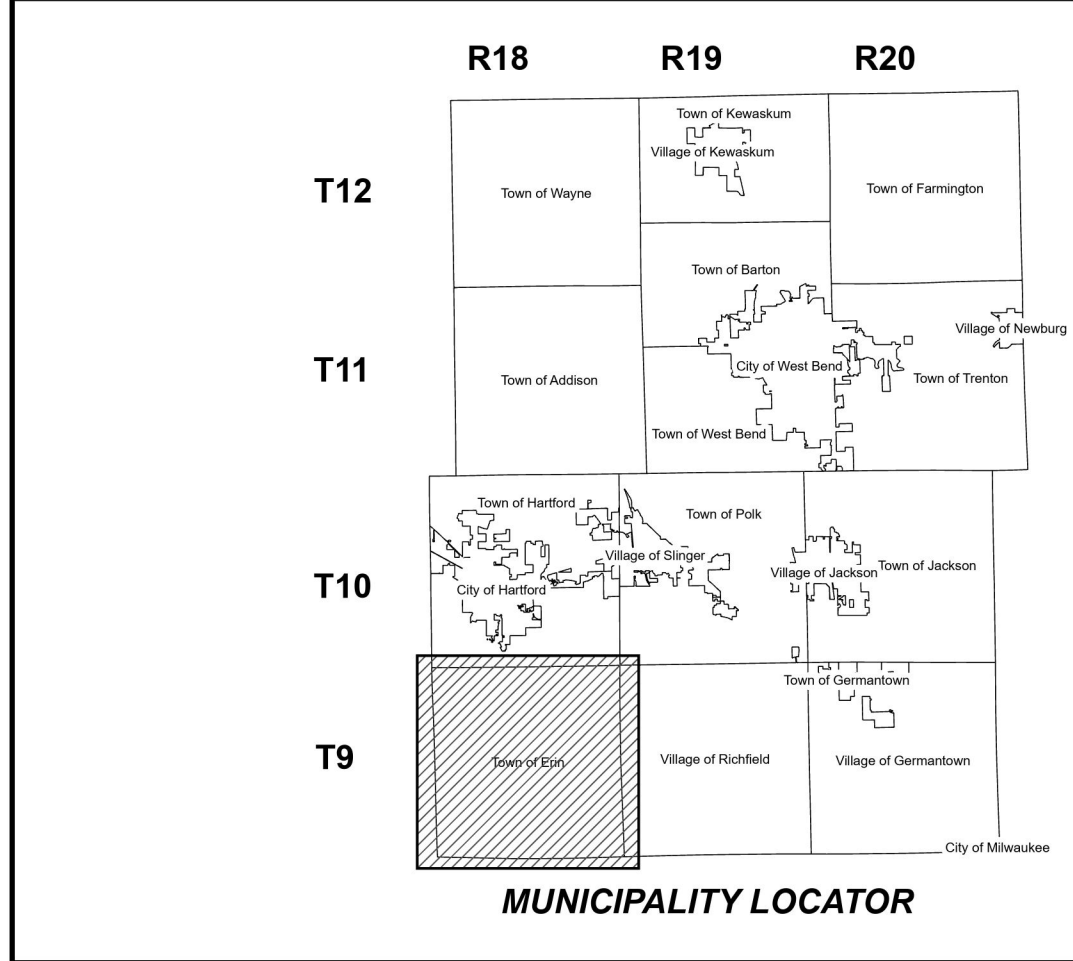 R18 R19 R20
Town of Kewaskum
Village of Kewaskum
T12
Town of Wayne
Town of Farmington
Town of Barton
Village of Newburg
T11
City of West Bend
Town of Addison
Town of Trenton
Town of West Bend
Town of Hartford
Town of Polk
Village of Slinger
T10
Village of Jackson
Town of Jackson
City of Hartford
Town of Germantown
T9
Town of Erin
Village of Richfield
Village of Germantown
City of Milwaukee
MUNICIPALITY LOCATOR